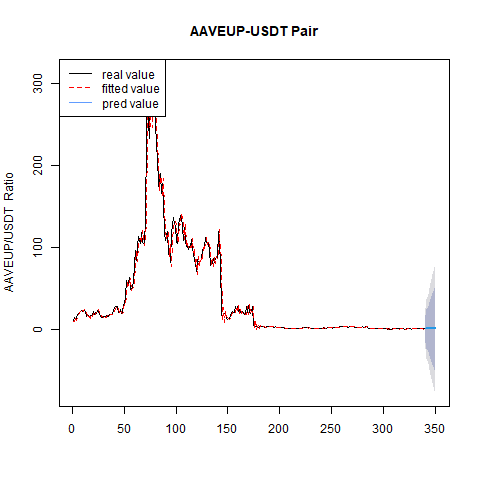 AAVEUP-USDT Pair
real value
fitted value
pred value
AAVEUP/USDT Ratio
300
200
100
0
0 50 100 150 200 250 300 350